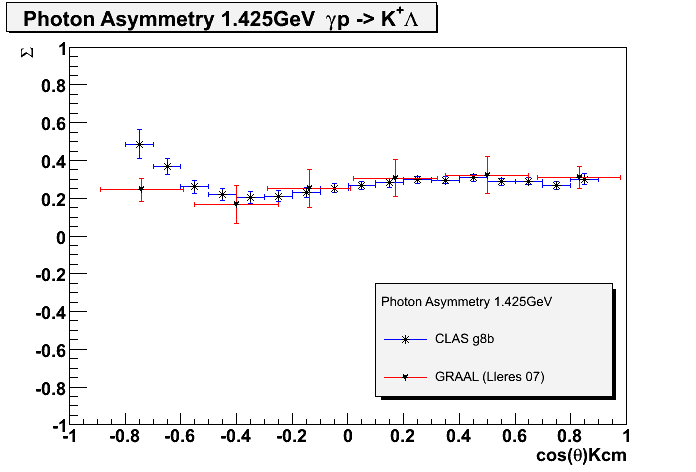 Photon Asymmetry 1.425GeV γp -> K⁺Λ
Σ
1
0.8
0.6
0.4
0.2
0
-0.2
-0.4
-0.6
-0.8
-1
Photon Asymmetry 1.425GeV
CLAS g8b
GRAAL (Lleres 07)
-1 -0.8 -0.6 -0.4 -0.2 0 0.2 0.4 0.6 0.8 1
cos(θ)Kcm